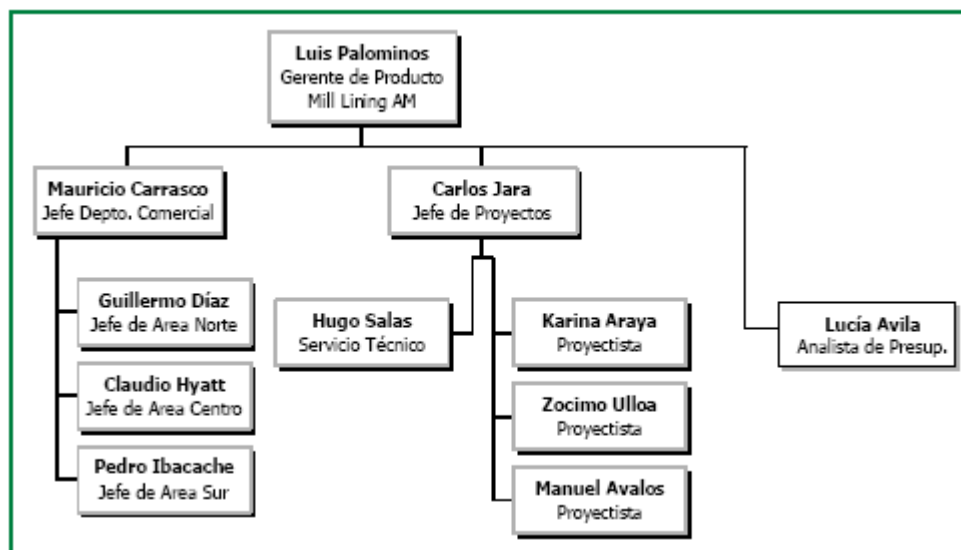 Luis Palominos
Gerente de Producto
Mill Lining AM
Mauricio Carrasco
Jefe Depto. Comercial
Carlos Jara
Jefe de Proyectos
Guillermo Díaz
Jefe de Area Norte
Claudio Hyatt
Jefe de Area Centro
Pedro Ibacache
Jefe de Area Sur
Hugo Salas
Servicio Técnico
Karina Araya
Proyectista
Zocimo Ulloa
Proyectista
Manuel Avalos
Proyectista
Lucía Avila
Analista de Presup.